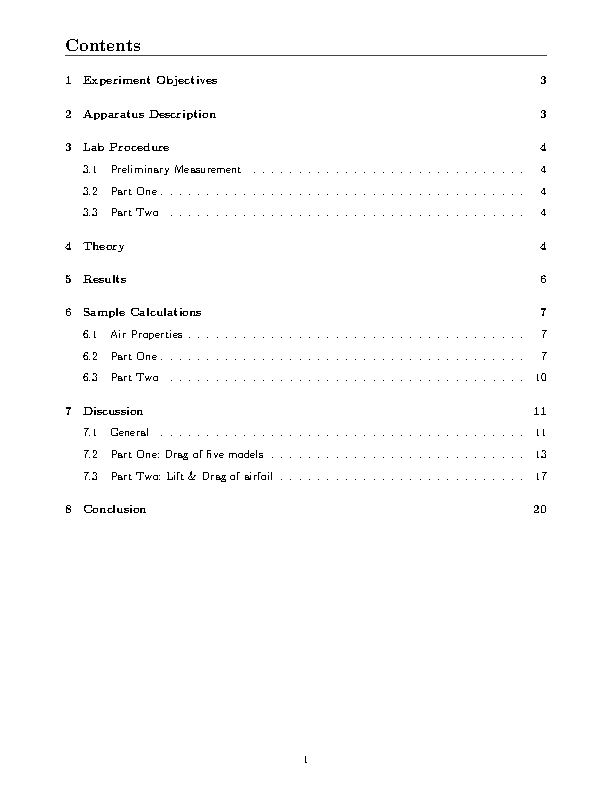 Contents
1 Experiment Objectives 3
2 Apparatus Description 3
3 Lab Procedure 4
3.1 Preliminary Measurement . . . . . . . . . . . . . . . . . . . . . . . . . . . . . . 4
3.2 Part One . . . . . . . . . . . . . . . . . . . . . . . . . . . . . . . . . . . . . . . . 4
3.3 Part Two . . . . . . . . . . . . . . . . . . . . . . . . . . . . . . . . . . . . . . . 4
4 Theory 4
5 Results 6
6 Sample Calculations 7
6.1 Air Properties . . . . . . . . . . . . . . . . . . . . . . . . . . . . . . . . . . . . . 7
6.2 Part One . . . . . . . . . . . . . . . . . . . . . . . . . . . . . . . . . . . . . . . . 7
6.3 Part Two . . . . . . . . . . . . . . . . . . . . . . . . . . . . . . . . . . . . . . . 10
7 Discussion 11
7.1 General . . . . . . . . . . . . . . . . . . . . . . . . . . . . . . . . . . . . . . . . 11
7.2 Part One: Drag of five models . . . . . . . . . . . . . . . . . . . . . . . . . . . . 13
7.3 Part Two: Lift & Drag of airfoil . . . . . . . . . . . . . . . . . . . . . . . . . . . 17
8 Conclusion 20
1